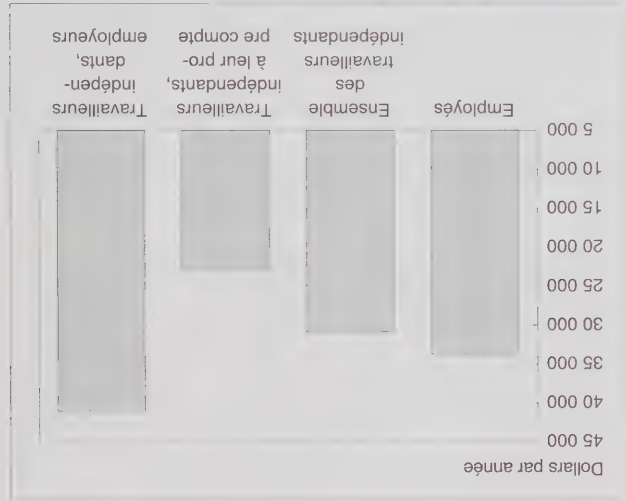 Dollars par année
45 000
40 000
35 000
30 000
25 000
20 000
15 000
10 000
5 000
Employés
Ensemble
des
travailleurs
indépendants
Travailleurs
indépendants,
à leur pro-
pre compte
Travailleurs
indépen-
dants,
employeurs